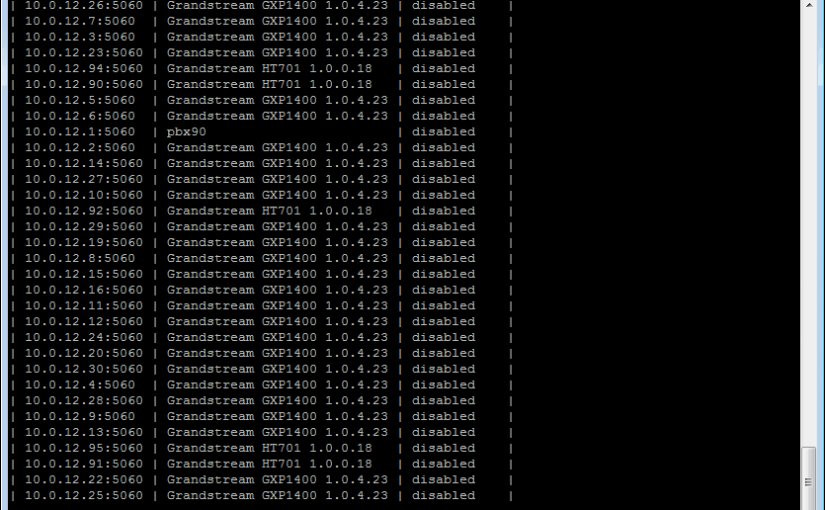 | 10.0.12.26:5060 | Grandstream GXP1400 1.0.4.23 | disabled    |
| 10.0.12.7:5060  | Grandstream GXP1400 1.0.4.23 | disabled    |
| 10.0.12.3:5060  | Grandstream GXP1400 1.0.4.23 | disabled    |
| 10.0.12.23:5060 | Grandstream GXP1400 1.0.4.23 | disabled    |
| 10.0.12.94:5060 | Grandstream HT701 1.0.0.18   | disabled    |
| 10.0.12.90:5060 | Grandstream HT701 1.0.0.18   | disabled    |
| 10.0.12.5:5060  | Grandstream GXP1400 1.0.4.23 | disabled    |
| 10.0.12.6:5060  | Grandstream GXP1400 1.0.4.23 | disabled    |
| 10.0.12.1:5060  | pbx90                        | disabled    |
| 10.0.12.2:5060  | Grandstream GXP1400 1.0.4.23 | disabled    |
| 10.0.12.14:5060 | Grandstream GXP1400 1.0.4.23 | disabled    |
| 10.0.12.27:5060 | Grandstream GXP1400 1.0.4.23 | disabled    |
| 10.0.12.10:5060 | Grandstream GXP1400 1.0.4.23 | disabled    |
| 10.0.12.92:5060 | Grandstream HT701 1.0.0.18   | disabled    |
| 10.0.12.29:5060 | Grandstream GXP1400 1.0.4.23 | disabled    |
| 10.0.12.19:5060 | Grandstream GXP1400 1.0.4.23 | disabled    |
| 10.0.12.8:5060  | Grandstream GXP1400 1.0.4.23 | disabled    |
| 10.0.12.15:5060 | Grandstream GXP1400 1.0.4.23 | disabled    |
| 10.0.12.16:5060 | Grandstream GXP1400 1.0.4.23 | disabled    |
| 10.0.12.11:5060 | Grandstream GXP1400 1.0.4.23 | disabled    |
| 10.0.12.12:5060 | Grandstream GXP1400 1.0.4.23 | disabled    |
| 10.0.12.24:5060 | Grandstream GXP1400 1.0.4.23 | disabled    |
| 10.0.12.20:5060 | Grandstream GXP1400 1.0.4.23 | disabled    |
| 10.0.12.30:5060 | Grandstream GXP1400 1.0.4.23 | disabled    |
| 10.0.12.4:5060  | Grandstream GXP1400 1.0.4.23 | disabled    |
| 10.0.12.28:5060 | Grandstream GXP1400 1.0.4.23 | disabled    |
| 10.0.12.9:5060  | Grandstream GXP1400 1.0.4.23 | disabled    |
| 10.0.12.13:5060 | Grandstream GXP1400 1.0.4.23 | disabled    |
| 10.0.12.95:5060 | Grandstream HT701 1.0.0.18   | disabled    |
| 10.0.12.91:5060 | Grandstream HT701 1.0.0.18   | disabled    |
| 10.0.12.22:5060 | Grandstream GXP1400 1.0.4.23 | disabled    |
| 10.0.12.25:5060 | Grandstream GXP1400 1.0.4.23 | disabled    |